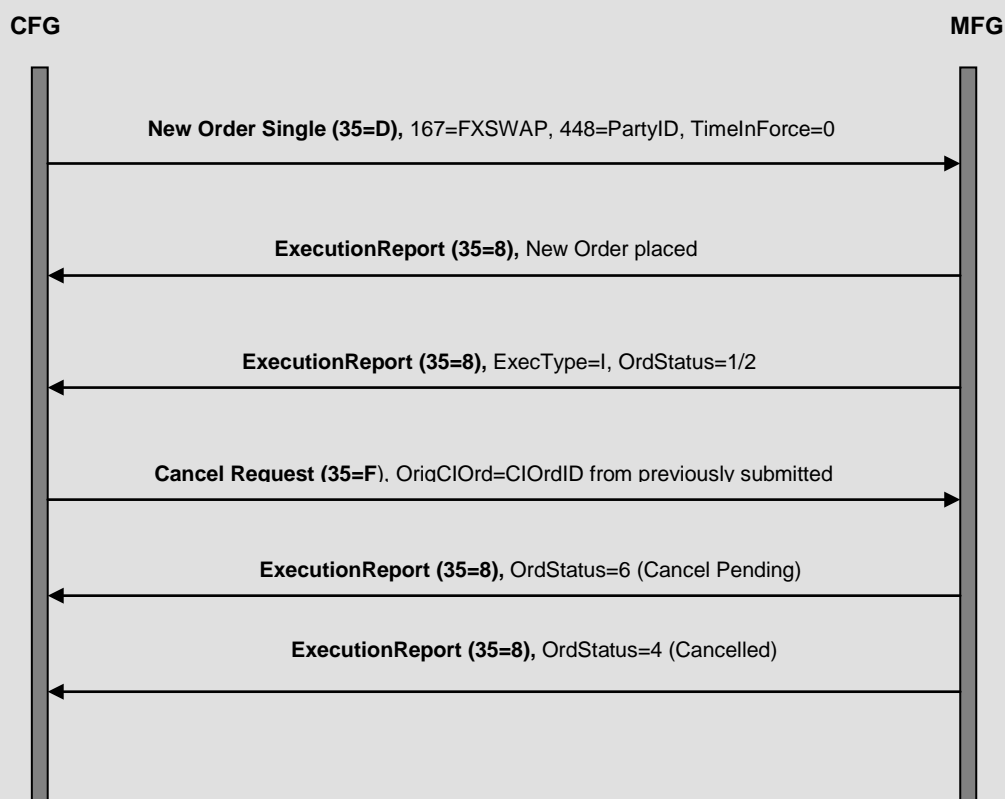 CFG
MFG
New Order Single (35=D), 167=FXSWAP, 448=PartyID, TimeInForce=0
ExecutionReport (35=8), New Order placed
ExecutionReport (35=8), ExecType=I, OrdStatus=1/2
Cancel Request (35=F), OrigClOrd=ClOrdID from previously submitted
ExecutionReport (35=8), OrdStatus=6 (Cancel Pending)
ExecutionReport (35=8), OrdStatus=4 (Cancelled)